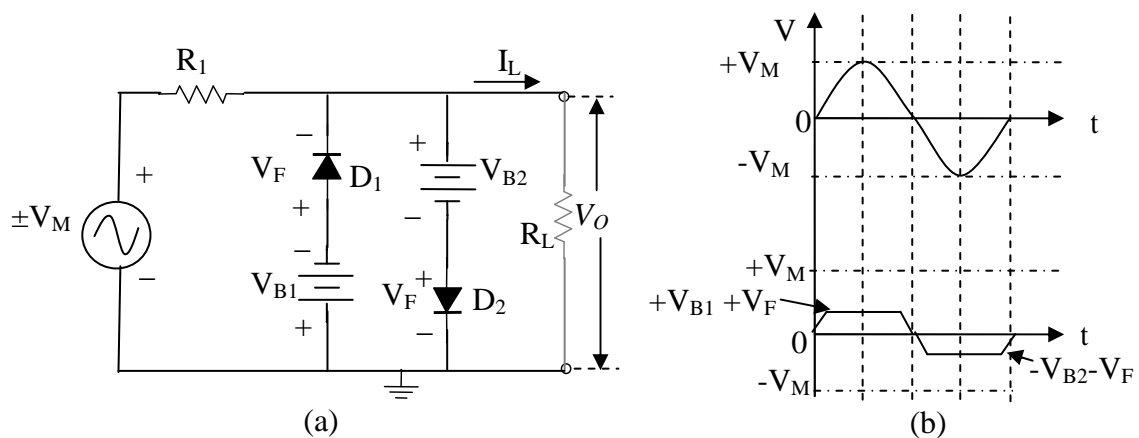 R1
IL
+
−
VF
D1
+
VB2
−
+
−
VB1
+
+
VF
D2
−
±VM
+
−
VO
RL
(a)
V
+VM
0
t
-VM
+VM
+VB1 +VF
0
t
-VB2-VF
-VM
(b)